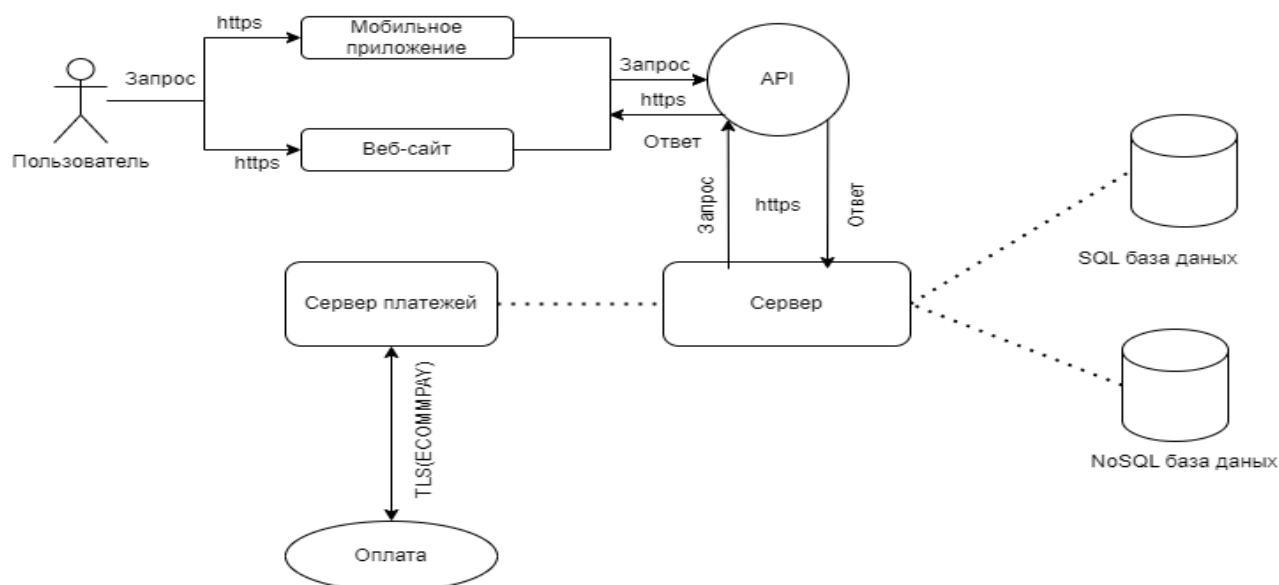 https
Мобильное
приложение
Запрос
Запрос
API
https
https
Веб-сайт
Ответ
Пользователь
Запрос
https
Ответ
SQL база даных
Сервер платежей
Сервер
TLS(ECOMMPAY)
NoSQL база даных
Оплата